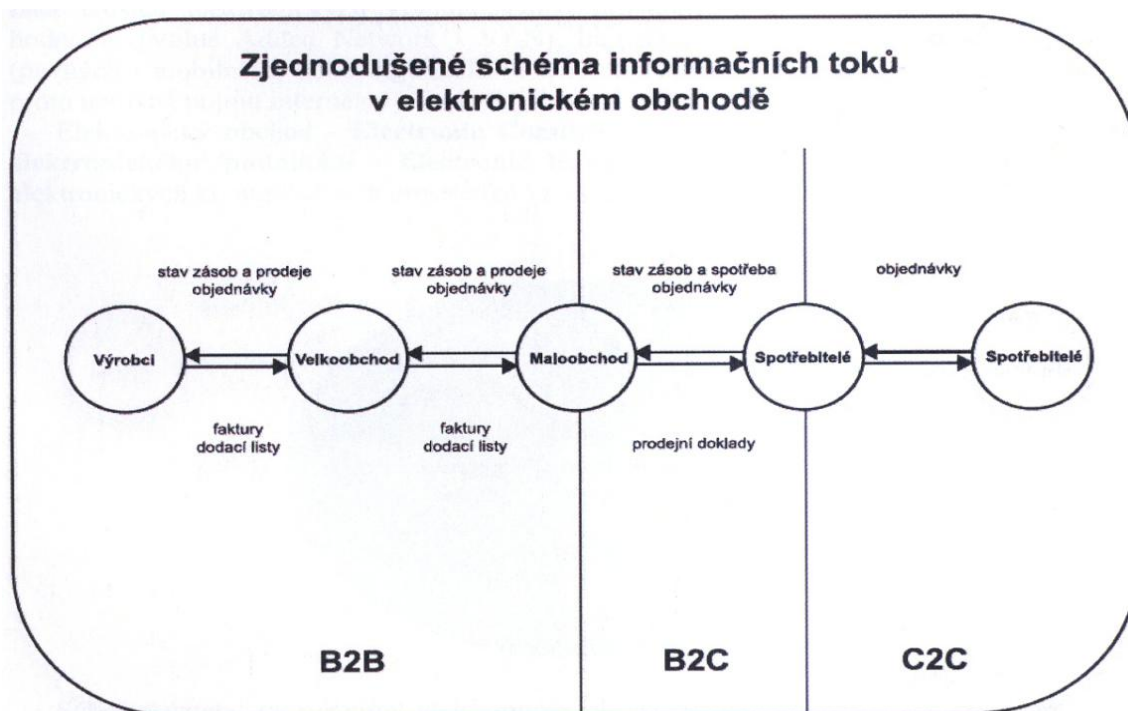 Zjednodušené schéma informačních toků
v elektronickém obchodě
stav zásob a prodeje
objednávky
stav zásob a prodeje
objednávky
stav zásob a spotřeba
objednávky
objednávky
Výrobci
Velkoobchod
Maloobchod
Spotřebitelé
Spotřebitelé
faktury
dodací listy
faktury
dodací listy
prodejní doklady
B2B
B2C
C2C